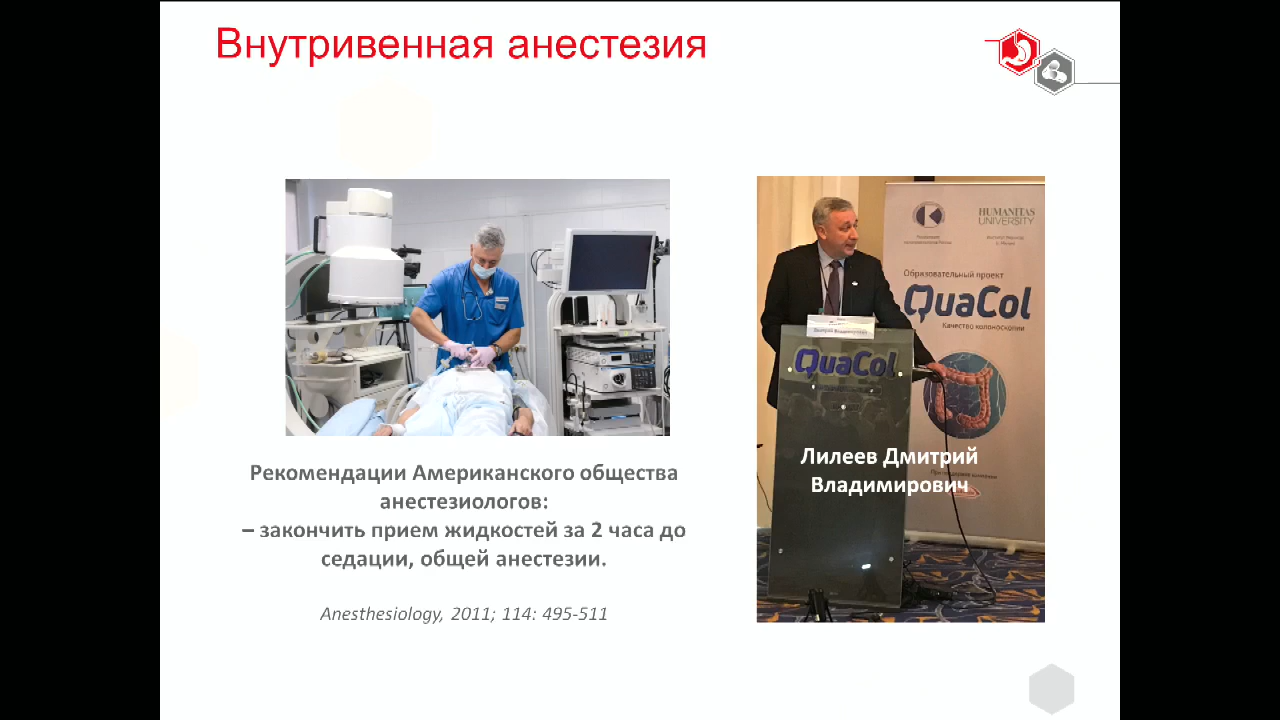 Внутривенная анестезия
HUMANITAS
UNIVERSITY
Образовательный проект
QuaCol
Качество колоноскопии
QuaCol
Лилеев Дмитрий
Владимирович
Рекомендации Американского общества
анестезиологов:
– закончить прием жидкостей за 2 часа до
седации, общей анестезии.
Anesthesiology, 2011; 114: 495-511